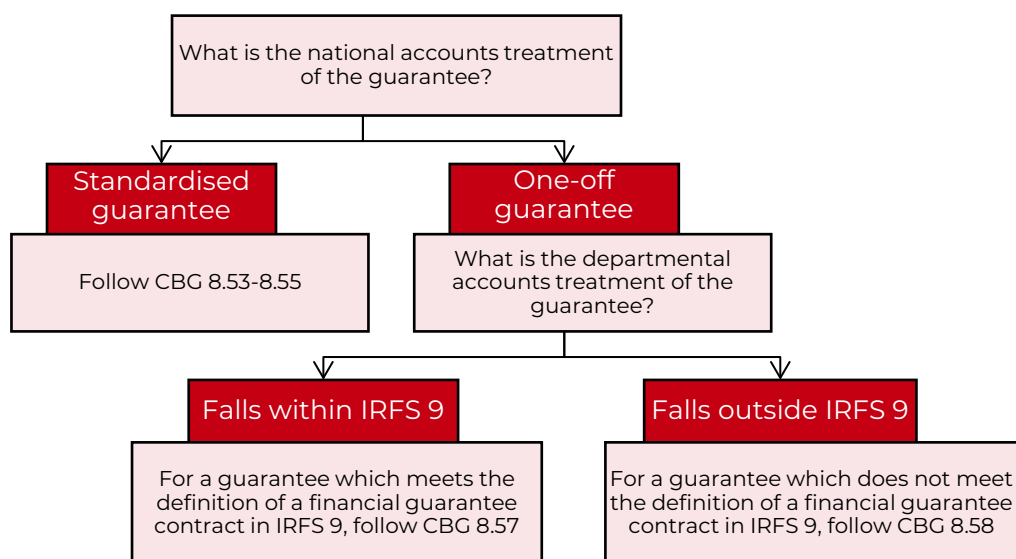 What is the national accounts treatment
of the guarantee?
Standardised
guarantee
Follow CBG 8.53-8.55
One-off
guarantee
What is the departmental
accounts treatment of the
guarantee?
Falls within IRFS 9
For a guarantee which meets the
definition of a financial guarantee
contract in IRFS 9, follow CBG 8.57
Falls outside IRFS 9
For a guarantee which does not meet
the definition of a financial guarantee
contract in IRFS 9, follow CBG 8.58